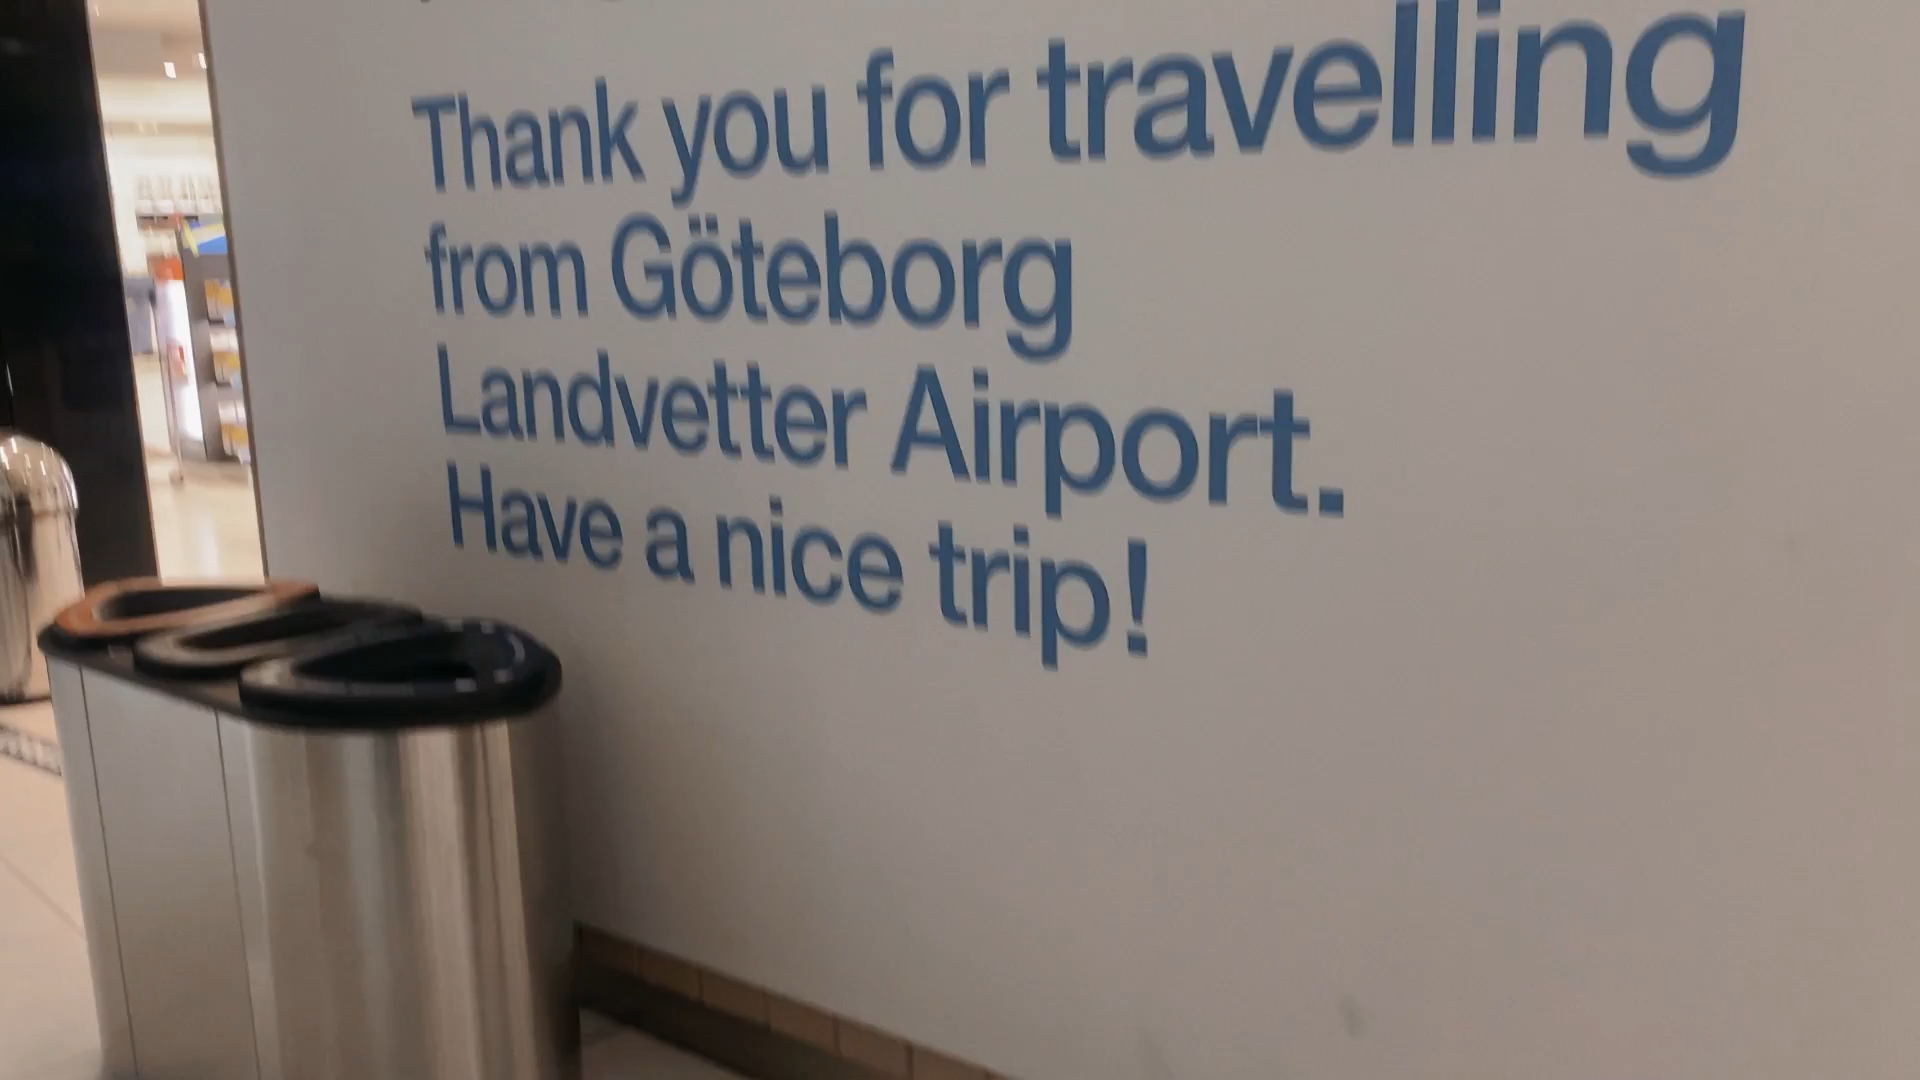 Thank you for travelling
from Göteborg
Landvetter Airport.
Have a nice trip!